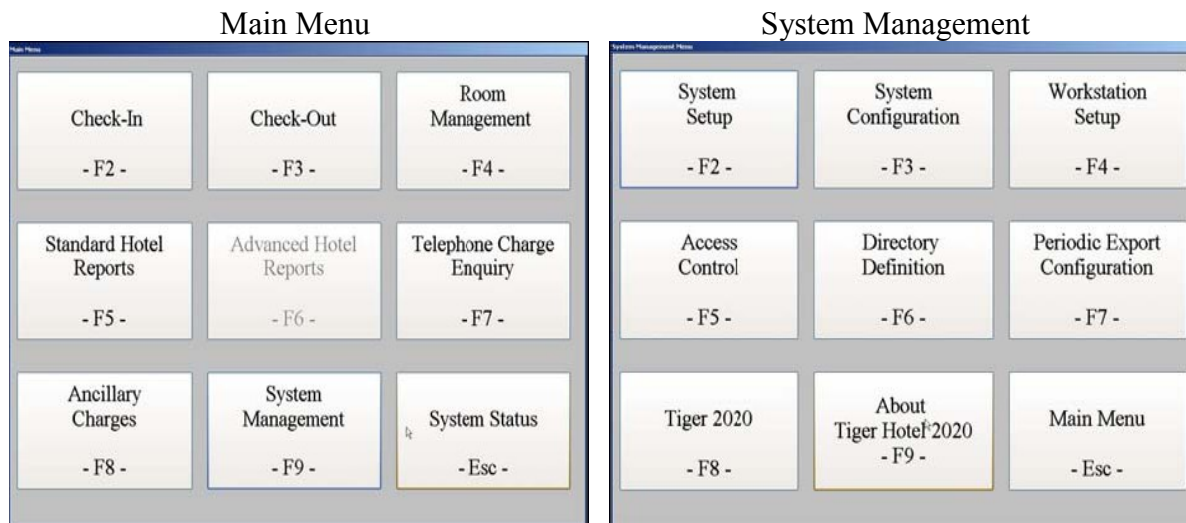 Main Menu
Main Menu
Check-In
- F2 -
Check-Out
- F3 -
Room
Management
- F4 -
Standard Hotel
Reports
- F5 -
Advanced Hotel
Reports
- F6 -
Telephone Charge
Enquiry
- F7 -
Ancillary
Charges
- F8 -
System
Management
- F9 -
System Status
- Esc -
System Management
System Management Menu
System
Setup
- F2 -
System
Configuration
- F3 -
Workstation
Setup
- F4 -
Access
Control
- F5 -
Directory
Definition
- F6 -
Periodic Export
Configuration
- F7 -
Tiger 2020
- F8 -
About
Tiger Hotel 2020
- F9 -
Main Menu
- Esc -